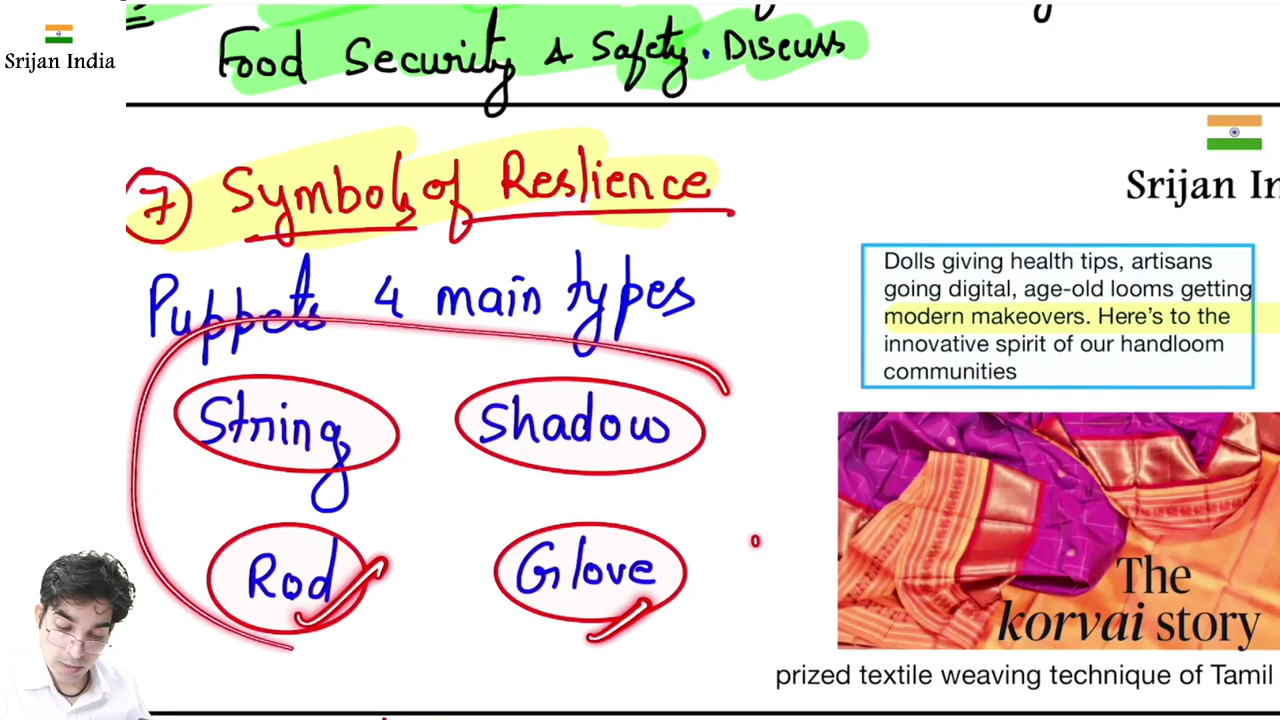 Srijan India
Food Security & Safety. Discuss
7 Symbols of Reslience
Puppets 4 main types
String Shadow
Rod Glove
Srijan In
Dolls giving health tips, artisans
going digital, age-old looms getting
modern makeovers. Here's to the
innovative spirit of our handloom
communities
The
korvai story
prized textile weaving technique of Tamil